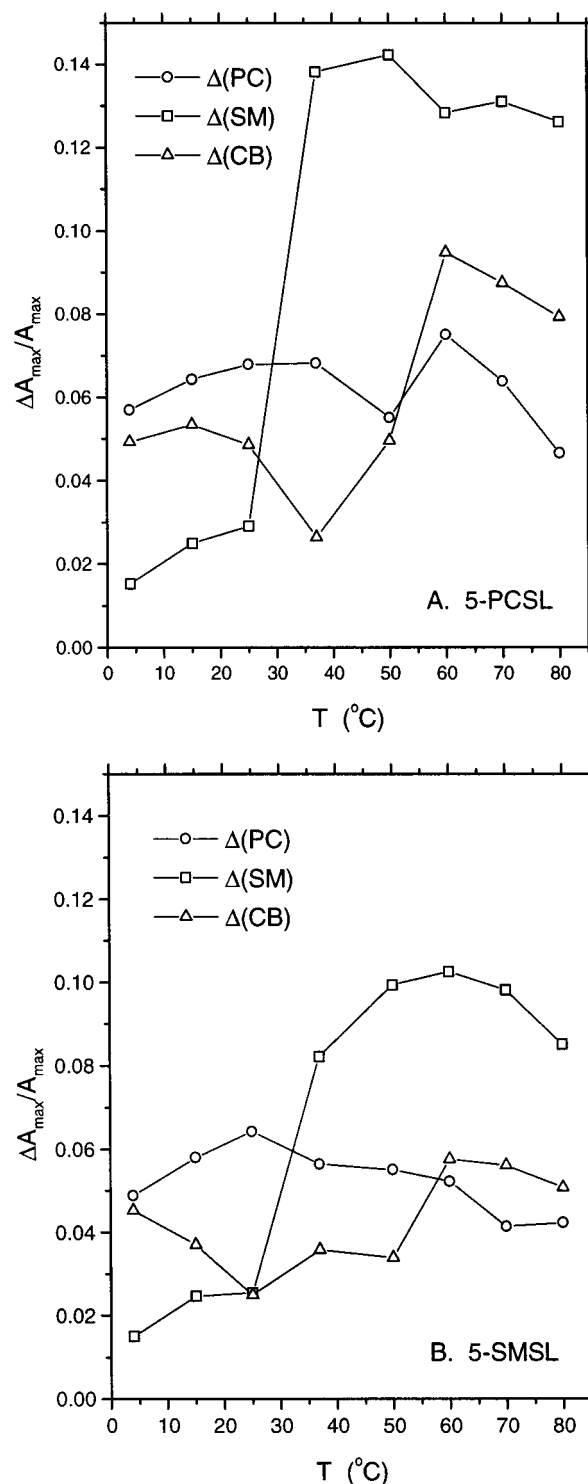 0.14
0.12
0.10
0.08
0.06
0.04
0.02
0.00
ΔAmax/Amax
Δ(PC)
Δ(SM)
Δ(CB)
A. 5-PCSL
0 10 20 30 40 50 60 70 80
T (°C)
0.14
0.12
0.10
0.08
0.06
0.04
0.02
0.00
ΔAmax/Amax
Δ(PC)
Δ(SM)
Δ(CB)
B. 5-SMSL
0 10 20 30 40 50 60 70 80
T (°C)